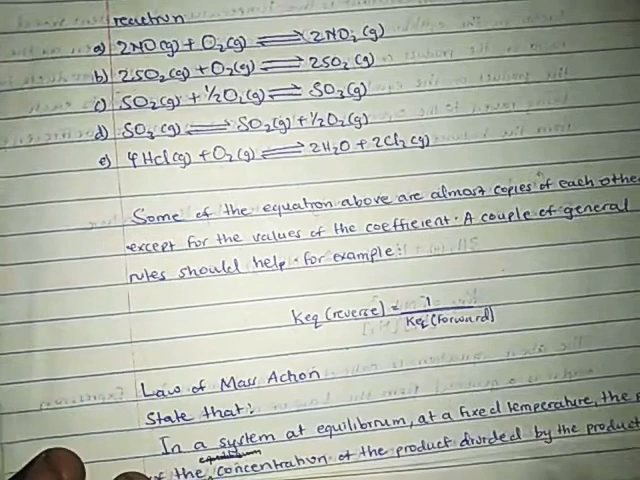 reaction
a) 2NO(g) + O₂(g) ⇌ 2NO₂(g)
b) 2SO₂(g) + O₂(g) ⇌ 2SO₂(g)
c) SO₂(g) + ½O₂(g) ⇌ SO₃(g)
d) SO₃(g) ⇌ SO₂(g) + ½O₂(g)
e) 4HCl(g) + O₂(g) ⇌ 2H₂O + 2Cl₂(g)
Some of the equation above are almost copies of each othe
except for the values of the coefficient. A couple of general
rules should help. for example:
Keq (reverse) = 1 / Keq (forward)
Law of Mass Action
State that:
In a system at equilibrium, at a fixed temperature, the
of the concentration of the product divided by the product